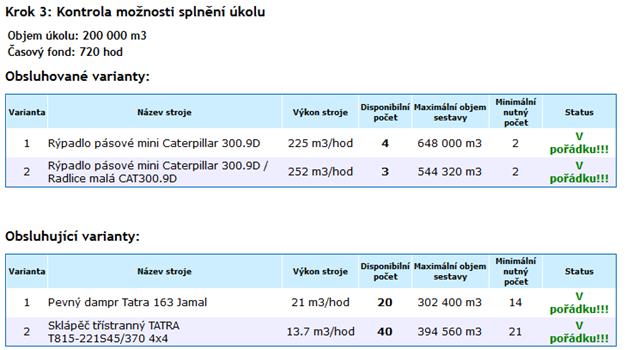 Krok 3: Kontrola možnosti splnění úkolu
Objem úkolu: 200 000 m3
Časový fond: 720 hod
Obsluhované varianty:
Varianta Název stroje Výkon stroje Disponibilní počet Maximální objem sestavy Minimální nutný počet Status
1 Rýpadlo pásové mini Caterpillar 300.9D 225 m3/hod 4 648 000 m3 2 V pořádku!!!
2 Rýpadlo pásové mini Caterpillar 300.9D / Radlice malá CAT300.9D 252 m3/hod 3 544 320 m3 2 V pořádku!!!
Obsluhující varianty:
Varianta Název stroje Výkon stroje Disponibilní počet Maximální objem sestavy Minimální nutný počet Status
1 Pevný dampr Tatra 163 Jamal 21 m3/hod 20 302 400 m3 14 V pořádku!!!
2 Sklápěč třístranný TATRA T815-221S45/370 4x4 13.7 m3/hod 40 394 560 m3 21 V pořádku!!!